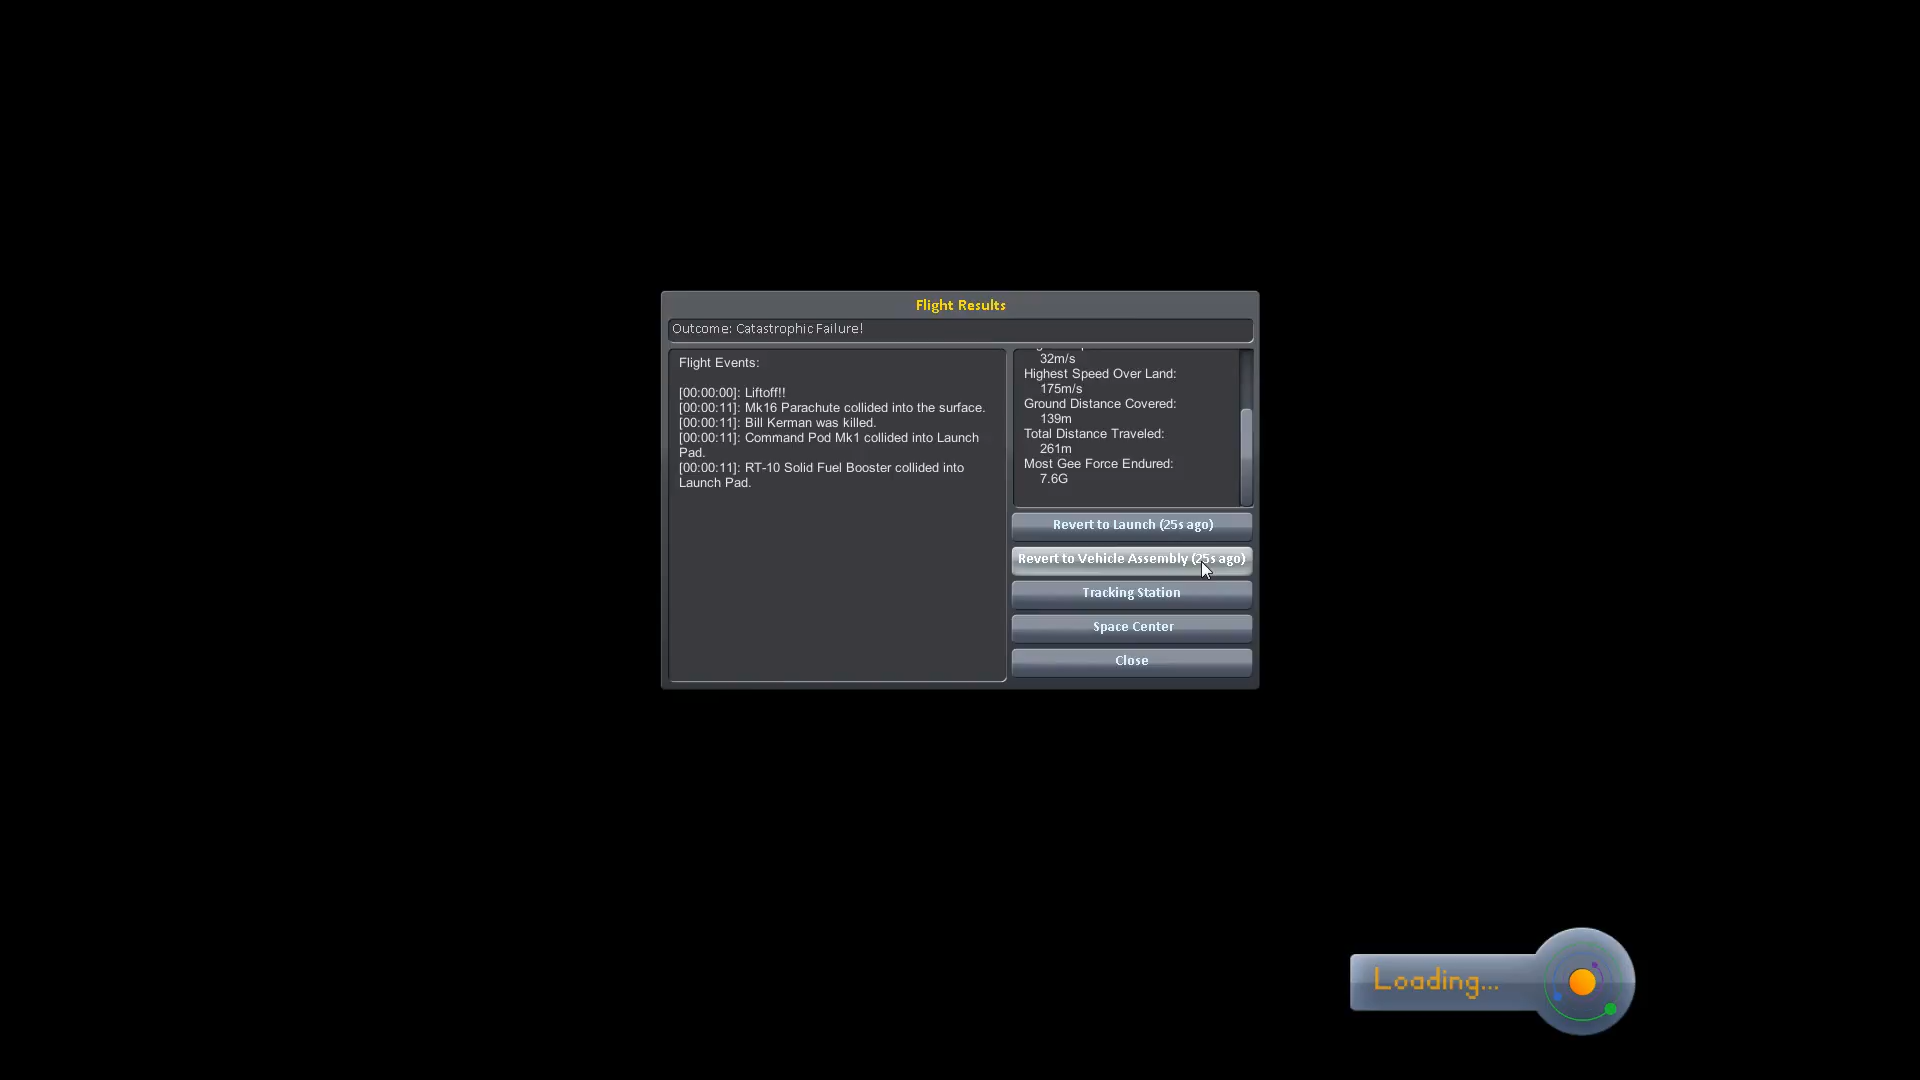 Flight Results
Outcome: Catastrophic Failure!
Flight Events:
[00:00:00]: Liftoff!!
[00:00:11]: Mk16 Parachute collided into the surface.
[00:00:11]: Bill Kerman was killed.
[00:00:11]: Command Pod Mk1 collided into Launch
Pad.
[00:00:11]: RT-10 Solid Fuel Booster collided into
Launch Pad.
32m/s
Highest Speed Over Land:
175m/s
Ground Distance Covered:
139m
Total Distance Traveled:
261m
Most Gee Force Endured:
7.6G
Revert to Launch (25s ago)
Revert to Vehicle Assembly (25s ago)
Tracking Station
Space Center
Close
Loading...